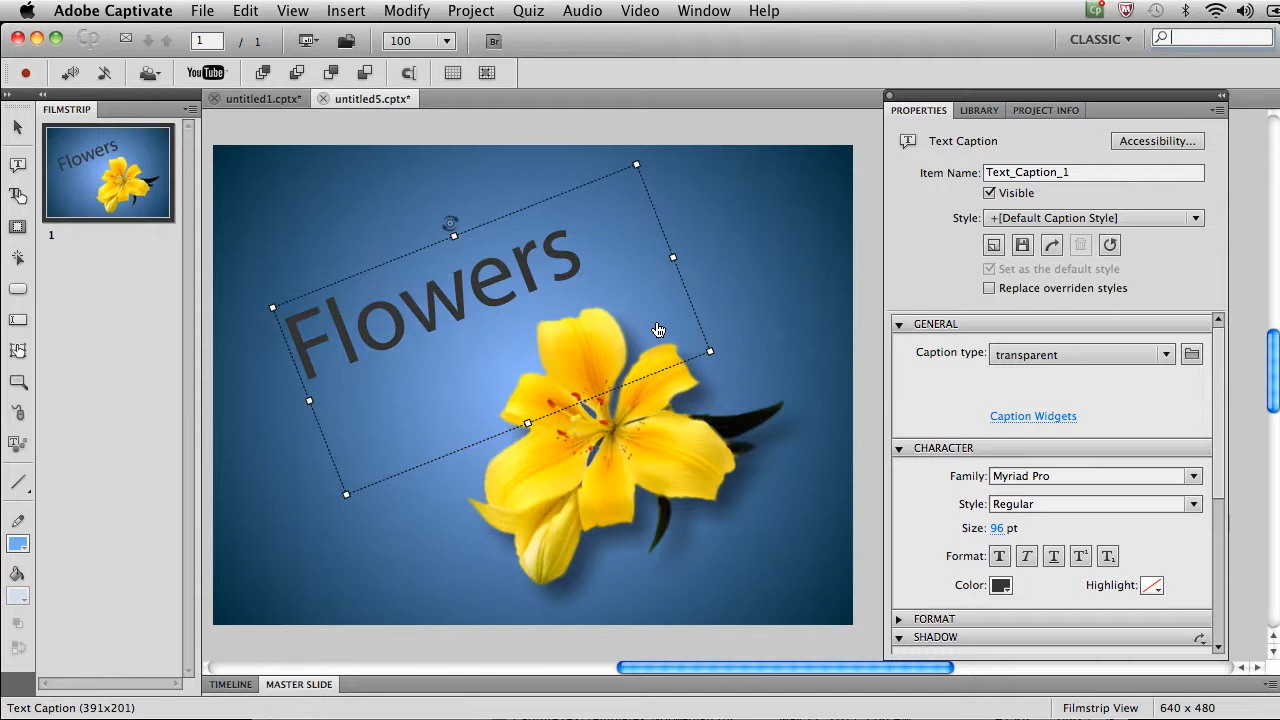 Adobe Captivate File Edit View Insert Modify Project Quiz Audio Video Window Help
Cp
Cp 1 / 1 100 Br CLASSIC
YouTube
FILMSTRIP untitled1.cptx* untitled5.cptx*
Flowers
1
Flowers
PROPERTIES LIBRARY PROJECT INFO
Text Caption Accessibility...
Item Name: Text_Caption_1
Visible
Style: +[Default Caption Style]
Set as the default style
Replace overriden styles
GENERAL
Caption type: transparent
Caption Widgets
CHARACTER
Family: Myriad Pro
Style: Regular
Size: 96 pt
Format: T T T T T
Color: Highlight:
FORMAT
SHADOW
TIMELINE MASTER SLIDE
Text Caption (391x201) Filmstrip View 640 x 480